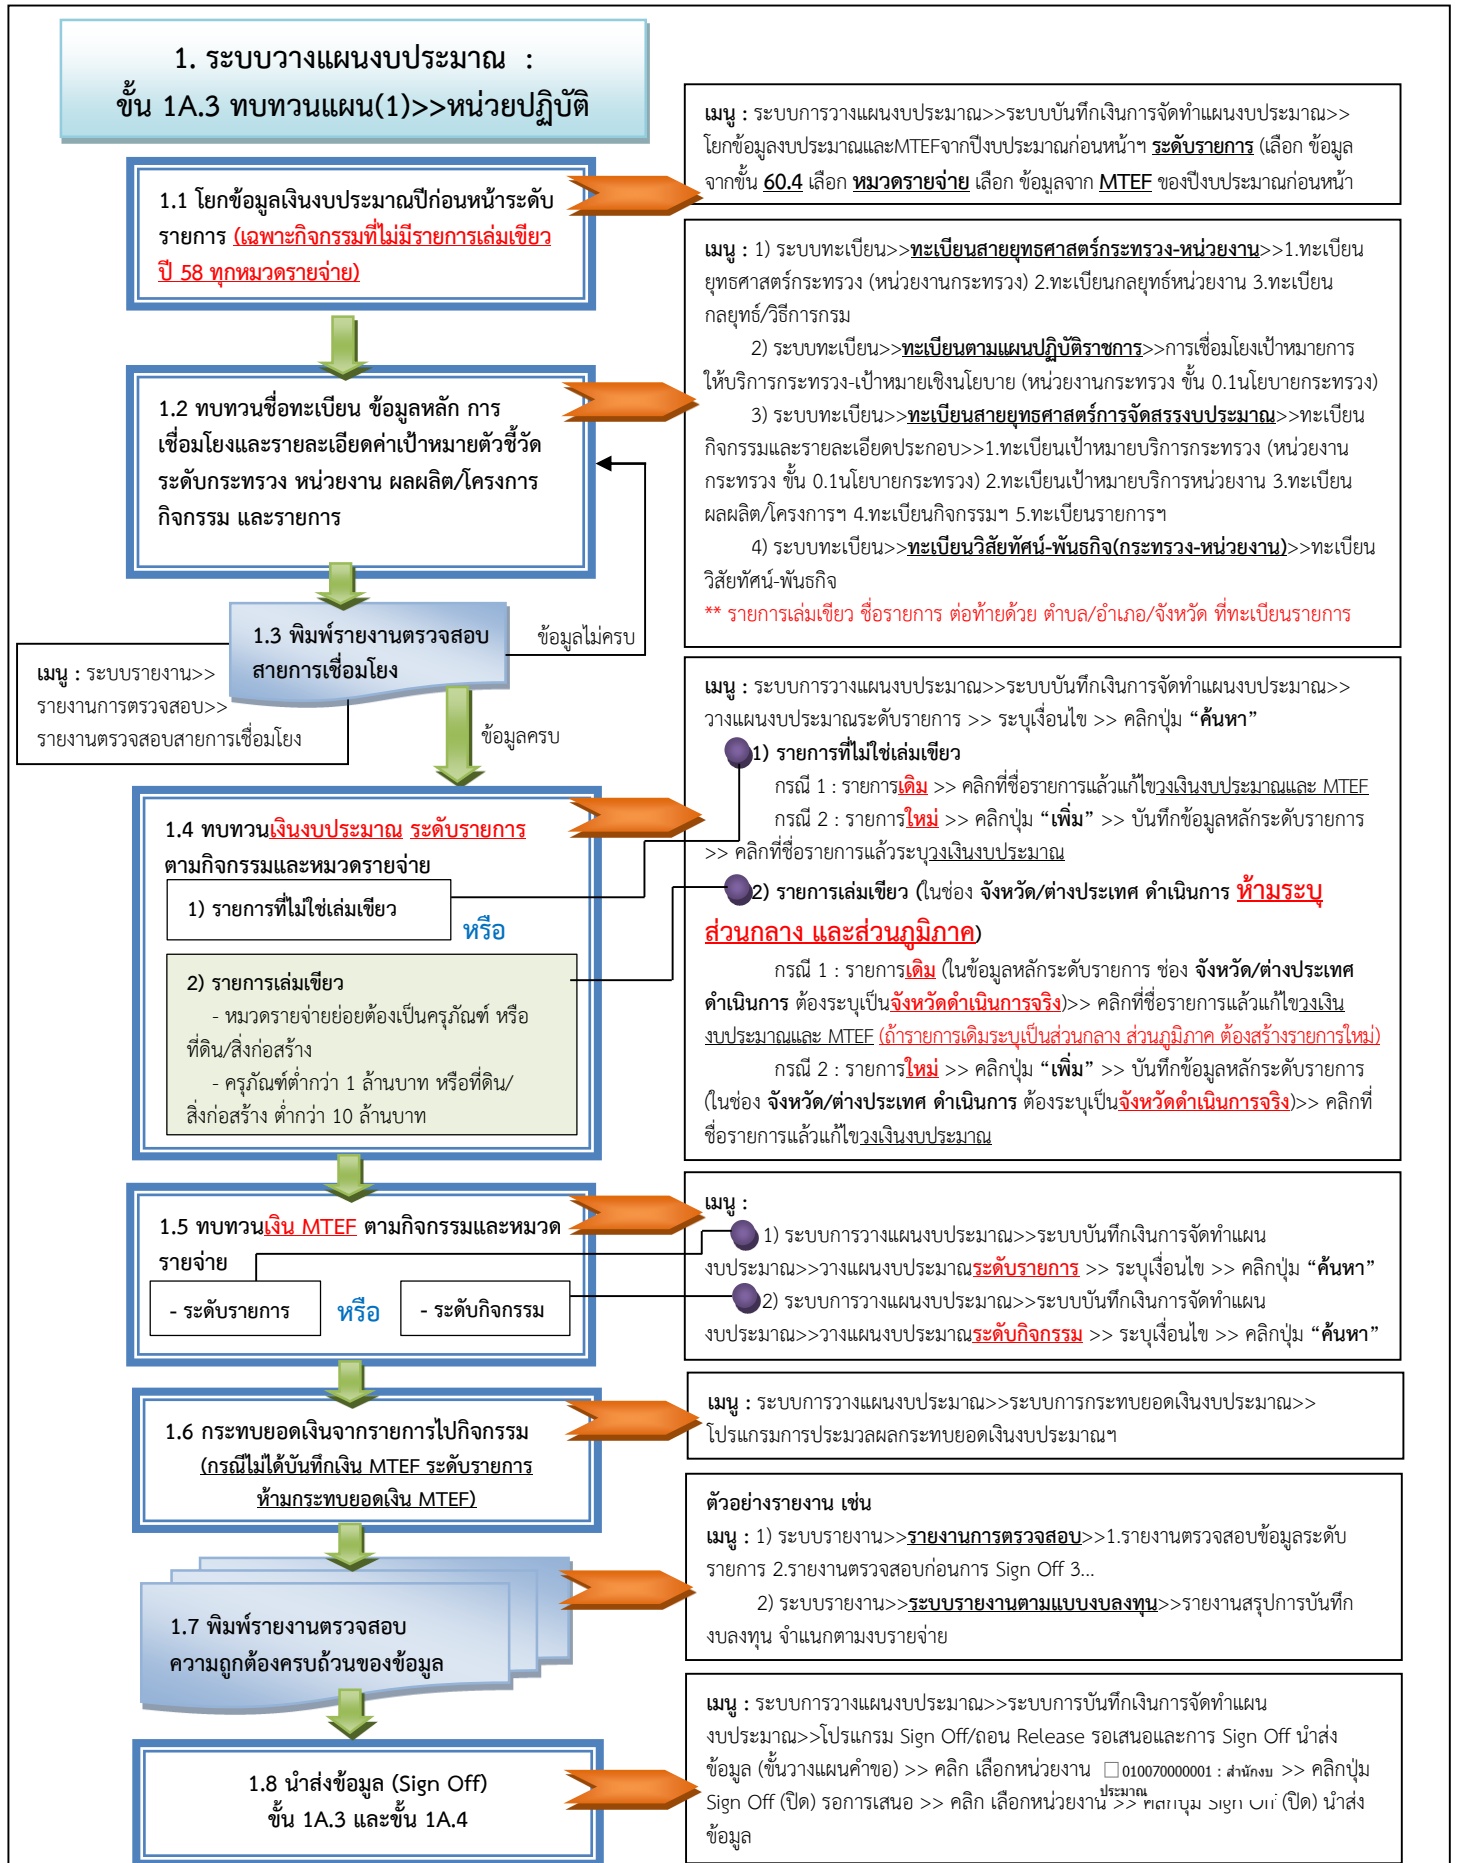 1. ระบบวางแผนงบประมาณ :
ขั้น 1A.3 ทบทวนแผน(1)>>หน่วยปฏิบัติ
1.1 โยกข้อมูลเงินงบประมาณปีก่อนหน้าระดับ
รายการ (เฉพาะกิจกรรมที่ไม่มีรายการเล่มเขียว
ปี 58 ทุกหมวดรายจ่าย)
เมนู : ระบบการวางแผนงบประมาณ>>ระบบบันทึกเงินการจัดทำแผนงบประมาณ>>
โยกข้อมูลงบประมาณและMTEFจากปีงบประมาณก่อนหน้าฯ ระดับรายการ (เลือก ข้อมูล
จากขั้น 60.4 เลือก หมวดรายจ่าย เลือก ข้อมูลจาก MTEF ของปีงบประมาณก่อนหน้า
1.2 ทบทวนชื่อทะเบียน ข้อมูลหลัก การ
เชื่อมโยงและรายละเอียดค่าเป้าหมายตัวชี้วัด
ระดับกระทรวง หน่วยงาน ผลผลิต/โครงการ
กิจกรรม และรายการ
เมนู : 1) ระบบทะเบียน>>ทะเบียนสายยุทธศาสตร์กระทรวง-หน่วยงาน>>1.ทะเบียน
ยุทธศาสตร์กระทรวง (หน่วยงานกระทรวง) 2.ทะเบียนกลยุทธ์หน่วยงาน 3.ทะเบียน
กลยุทธ์/วิธีการกรม
2) ระบบทะเบียน>>ทะเบียนตามแผนปฏิบัติราชการ>>การเชื่อมโยงเป้าหมายการ
ให้บริการกระทรวง-เป้าหมายเชิงนโยบาย (หน่วยงานกระทรวง ขั้น 0.1นโยบายกระทรวง)
3) ระบบทะเบียน>>ทะเบียนสายยุทธศาสตร์การจัดสรรงบประมาณ>>ทะเบียน
กิจกรรมและรายละเอียดประกอบ>>1.ทะเบียนเป้าหมายบริการกระทรวง (หน่วยงาน
กระทรวง ขั้น 0.1นโยบายกระทรวง) 2.ทะเบียนเป้าหมายบริการหน่วยงาน 3.ทะเบียน
ผลผลิต/โครงการฯ 4.ทะเบียนกิจกรรมฯ 5.ทะเบียนรายการฯ
4) ระบบทะเบียน>>ทะเบียนวิสัยทัศน์-พันธกิจ(กระทรวง-หน่วยงาน)>>ทะเบียน
วิสัยทัศน์-พันธกิจ
** รายการเล่มเขียว ชื่อรายการ ต่อท้ายด้วย ตำบล/อำเภอ/จังหวัด ที่ทะเบียนรายการ
1.3 พิมพ์รายงานตรวจสอบ
สายการเชื่อมโยง
ข้อมูลไม่ครบ
เมนู : ระบบรายงาน>>
รายงานการตรวจสอบ>>
รายงานตรวจสอบสายการเชื่อมโยง
ข้อมูลครบ
1.4 ทบทวนเงินงบประมาณ ระดับรายการ
ตามกิจกรรมและหมวดรายจ่าย
1) รายการที่ไม่ใช่เล่มเขียว
หรือ
2) รายการเล่มเขียว
- หมวดรายจ่ายย่อยต้องเป็นครุภัณฑ์ หรือ
ที่ดิน/สิ่งก่อสร้าง
- ครุภัณฑ์ต่ำกว่า 1 ล้านบาท หรือที่ดิน/
สิ่งก่อสร้าง ต่ำกว่า 10 ล้านบาท
เมนู : ระบบการวางแผนงบประมาณ>>ระบบบันทึกเงินการจัดทำแผนงบประมาณ>>
วางแผนงบประมาณระดับรายการ >> ระบุเงื่อนไข >> คลิกปุ่ม “ค้นหา”
1) รายการที่ไม่ใช่เล่มเขียว
กรณี 1 : รายการเดิม >> คลิกที่ชื่อรายการแล้วแก้ไขวงเงินงบประมาณและ MTEF
กรณี 2 : รายการใหม่ >> คลิกปุ่ม “เพิ่ม” >> บันทึกข้อมูลหลักระดับรายการ
>> คลิกที่ชื่อรายการแล้วระบุวงเงินงบประมาณ
2) รายการเล่มเขียว (ในช่อง จังหวัด/ต่างประเทศ ดำเนินการ ห้ามระบุ
ส่วนกลาง และส่วนภูมิภาค)
กรณี 1 : รายการเดิม (ในข้อมูลหลักระดับรายการ ช่อง จังหวัด/ต่างประเทศ
ดำเนินการ ต้องระบุเป็นจังหวัดดำเนินการจริง)>> คลิกที่ชื่อรายการแล้วแก้ไขวงเงิน
งบประมาณและ MTEF (ถ้ารายการเดิมระบุเป็นส่วนกลาง ส่วนภูมิภาค ต้องสร้างรายการใหม่)
กรณี 2 : รายการใหม่ >> คลิกปุ่ม “เพิ่ม” >> บันทึกข้อมูลหลักระดับรายการ
(ในช่อง จังหวัด/ต่างประเทศ ดำเนินการ ต้องระบุเป็นจังหวัดดำเนินการจริง)>> คลิกที่
ชื่อรายการแล้วแก้ไขวงเงินงบประมาณ
1.5 ทบทวนเงิน MTEF ตามกิจกรรมและหมวด
รายจ่าย
- ระดับรายการ
หรือ
- ระดับกิจกรรม
เมนู :
1) ระบบการวางแผนงบประมาณ>>ระบบบันทึกเงินการจัดทำแผน
งบประมาณ>>วางแผนงบประมาณระดับรายการ >> ระบุเงื่อนไข >> คลิกปุ่ม “ค้นหา”
2) ระบบการวางแผนงบประมาณ>>ระบบบันทึกเงินการจัดทำแผน
งบประมาณ>>วางแผนงบประมาณระดับกิจกรรม >> ระบุเงื่อนไข >> คลิกปุ่ม “ค้นหา”
1.6 กระทบยอดเงินจากรายการไปกิจกรรม
(กรณีไม่ได้บันทึกเงิน MTEF ระดับรายการ
ห้ามกระทบยอดเงิน MTEF)
เมนู : ระบบการวางแผนงบประมาณ>>ระบบการกระทบยอดเงินงบประมาณ>>
โปรแกรมการประมวลผลกระทบยอดเงินงบประมาณฯ
1.7 พิมพ์รายงานตรวจสอบ
ความถูกต้องครบถ้วนของข้อมูล
ตัวอย่างรายงาน เช่น
เมนู : 1) ระบบรายงาน>>รายงานการตรวจสอบ>>1.รายงานตรวจสอบข้อมูลระดับ
รายการ 2.รายงานตรวจสอบก่อนการ Sign Off 3...
2) ระบบรายงาน>>ระบบรายงานตามแบบงบลงทุน>>รายงานสรุปการบันทึก
งบลงทุน จำแนกตามงบรายจ่าย
1.8 นำส่งข้อมูล (Sign Off)
ขั้น 1A.3 และขั้น 1A.4
เมนู : ระบบการวางแผนงบประมาณ>>ระบบการบันทึกเงินการจัดทำแผน
งบประมาณ>>โปรแกรม Sign Off/ถอน Release รอเสนอและการ Sign Off นำส่ง
ข้อมูล (ขั้นวางแผนคำขอ) >> คลิก เลือกหน่วยงาน 010070000001 : สำนักงบ >> คลิกปุ่ม
ประมาณ
Sign Off (ปิด) รอการเสนอ >> คลิก เลือกหน่วยงาน >> คลิกปุ่ม Sign Off (ปิด) นำส่ง
ข้อมูล